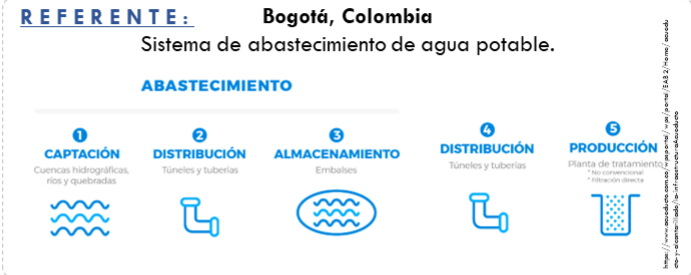 REFERENTE: Bogotá, Colombia
Sistema de abastecimiento de agua potable.
ABASTECIMIENTO
1
CAPTACIÓN
Cuencas hidrográficas,
ríos y quebradas
2
DISTRIBUCIÓN
Túneles y tuberías
3
ALMACENAMIENTO
Embalses
4
DISTRIBUCIÓN
Túneles y tuberías
5
PRODUCCIÓN
Planta de tratamiento
* No convencional
* Filtración directa